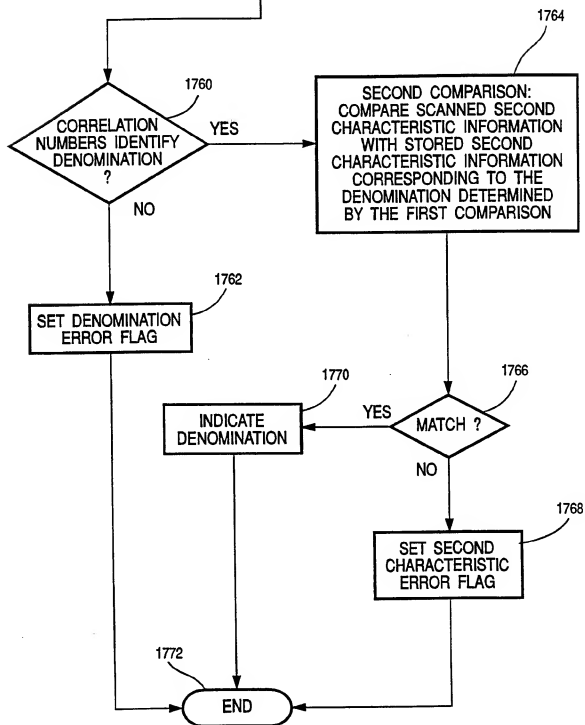 1760
CORRELATION
NUMBERS IDENTIFY
DENOMINATION
?
YES
NO
1764
SECOND COMPARISON:
COMPARE SCANNED SECOND
CHARACTERISTIC INFORMATION
WITH STORED SECOND
CHARACTERISTIC INFORMATION
CORRESPONDING TO THE
DENOMINATION DETERMINED
BY THE FIRST COMPARISON
1762
SET DENOMINATION
ERROR FLAG
1770
INDICATE
DENOMINATION
YES
1766
MATCH ?
NO
1768
SET SECOND
CHARACTERISTIC
ERROR FLAG
1772
END